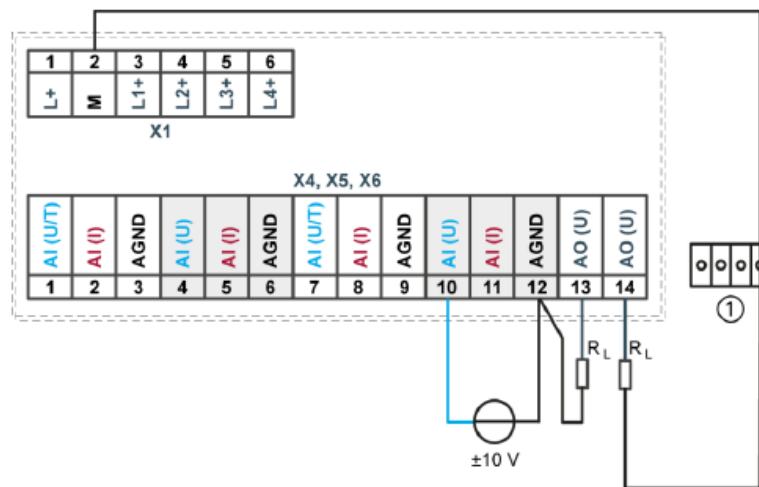 1 2 3 4 5 6
L+ M L1+ L2+ L3+ L4+
X1
X4, X5, X6
AI (U/T) AI (I) AGND AI (U) AI (I) AGND AI (U/T) AI (I) AGND AI (U) AI (I) AGND AO (U) AO (U)
1 2 3 4 5 6 7 8 9 10 11 12 13 14
①
RL RL
±10 V